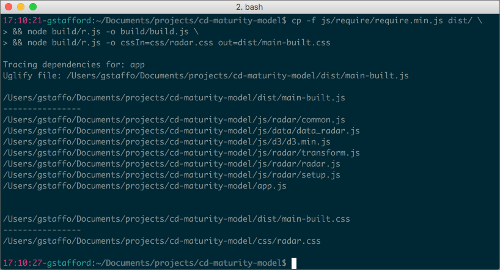 2. bash
17:10:21-gstafford:~/Documents/projects/cd-maturity-model$ cp -f js/require/require.min.js dist/ \
> && node build/r.js -o build/build.js \
> && node build/r.js -o cssIn=css/radar.css out=dist/main-built.css
Tracing dependencies for: app
Uglify file: /Users/gstaffo/Documents/projects/cd-maturity-model/dist/main-built.js
/Users/gstaffo/Documents/projects/cd-maturity-model/dist/main-built.js
----------------
/Users/gstaffo/Documents/projects/cd-maturity-model/js/radar/common.js
/Users/gstaffo/Documents/projects/cd-maturity-model/js/data/data_radar.js
/Users/gstaffo/Documents/projects/cd-maturity-model/js/d3/d3.min.js
/Users/gstaffo/Documents/projects/cd-maturity-model/js/radar/transform.js
/Users/gstaffo/Documents/projects/cd-maturity-model/js/radar/radar.js
/Users/gstaffo/Documents/projects/cd-maturity-model/js/radar/setup.js
/Users/gstaffo/Documents/projects/cd-maturity-model/app.js
/Users/gstaffo/Documents/projects/cd-maturity-model/dist/main-built.css
----------------
/Users/gstaffo/Documents/projects/cd-maturity-model/css/radar.css
17:10:27-gstafford:~/Documents/projects/cd-maturity-model$